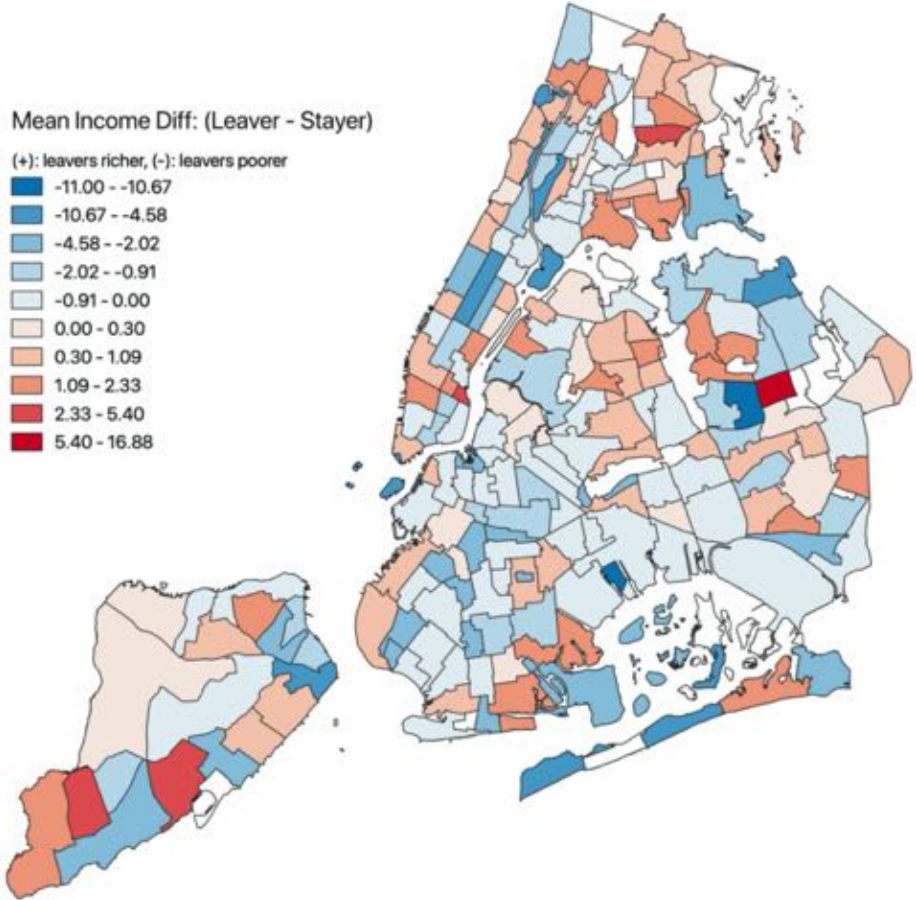 Mean Income Diff: (Leaver - Stayer)
(+): leavers richer, (-): leavers poorer
-11.00 - -10.67
-10.67 - -4.58
-4.58 - -2.02
-2.02 - -0.91
-0.91 - 0.00
0.00 - 0.30
0.30 - 1.09
1.09 - 2.33
2.33 - 5.40
5.40 - 16.88